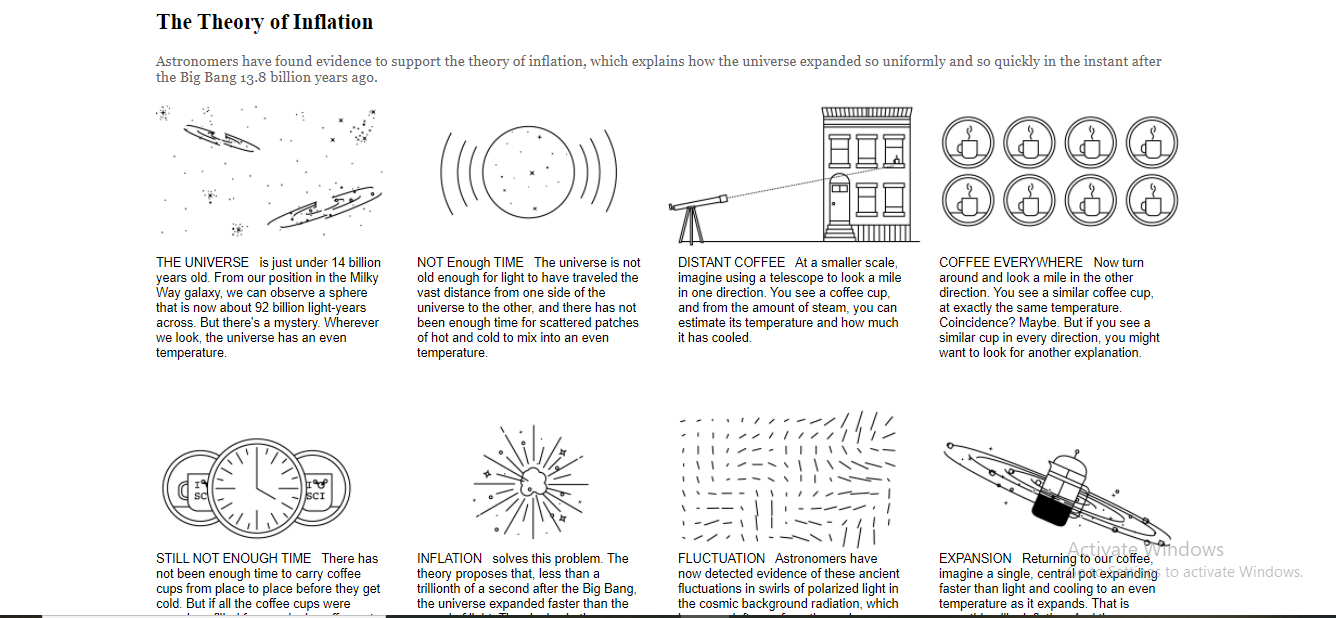 The Theory of Inflation
Astronomers have found evidence to support the theory of inflation, which explains how the universe expanded so uniformly and so quickly in the instant after
the Big Bang 13.8 billion years ago.
THE UNIVERSE is just under 14 billion
years old. From our position in the Milky
Way galaxy, we can observe a sphere
that is now about 92 billion light-years
across. But there's a mystery. Wherever
we look, the universe has an even
temperature.
NOT Enough TIME The universe is not
old enough for light to have traveled the
vast distance from one side of the
universe to the other, and there has not
been enough time for scattered patches
of hot and cold to mix into an even
temperature.
DISTANT COFFEE At a smaller scale,
imagine using a telescope to look a mile
in one direction. You see a coffee cup,
and from the amount of steam, you can
estimate its temperature and how much
it has cooled.
COFFEE EVERYWHERE Now turn
around and look a mile in the other
direction. You see a similar coffee cup,
at exactly the same temperature.
Coincidence? Maybe. But if you see a
similar cup in every direction, you might
want to look for another explanation.
I
SC
I
SCI
STILL NOT ENOUGH TIME There has
not been enough time to carry coffee
cups from place to place before they get
cold. But if all the coffee cups were
INFLATION solves this problem. The
theory proposes that, less than a
trillionth of a second after the Big Bang,
the universe expanded faster than the
FLUCTUATION Astronomers have
now detected evidence of these ancient
fluctuations in swirls of polarized light in
the cosmic background radiation, which
EXPANSION Returning to our coffee,
imagine a single, central pot expanding
faster than light and cooling to an even
temperature as it expands. That is
Activate Windows
Go to Settings to activate Windows.